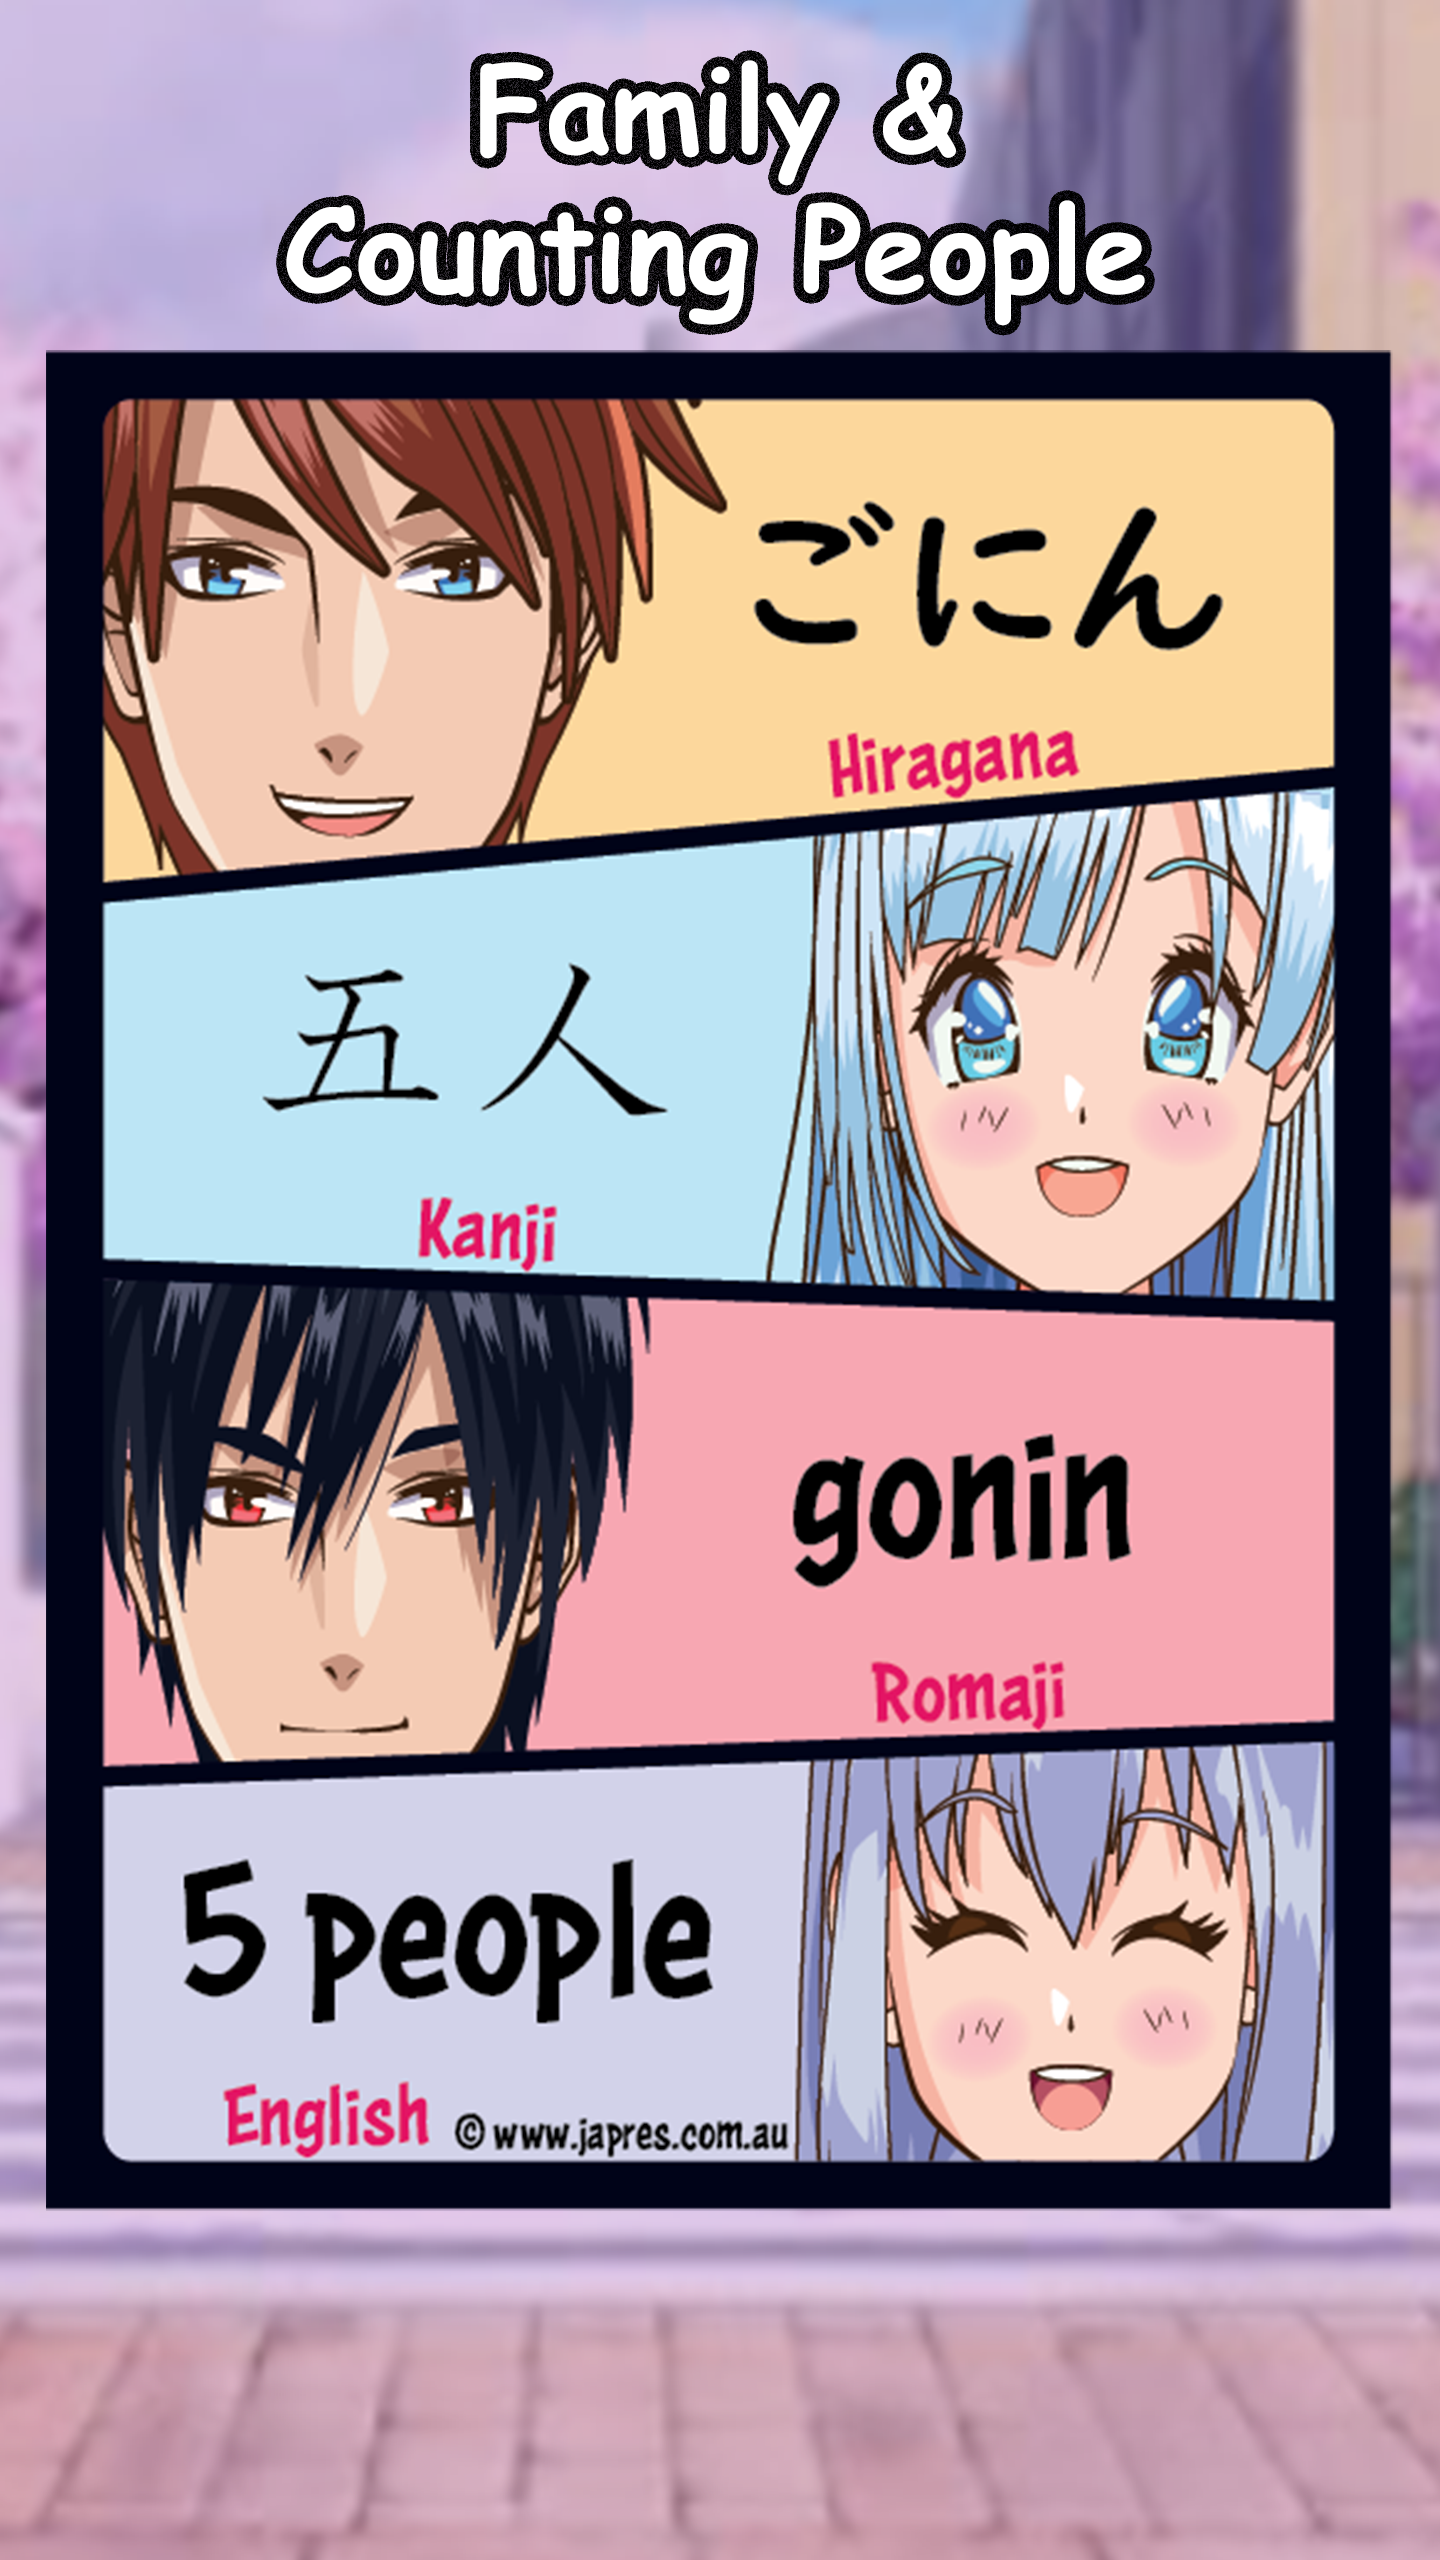 Family &
Counting People
ごにん
Hiragana
五人
Kanji
gonin
Romaji
5 people
English
© www.japres.com.au